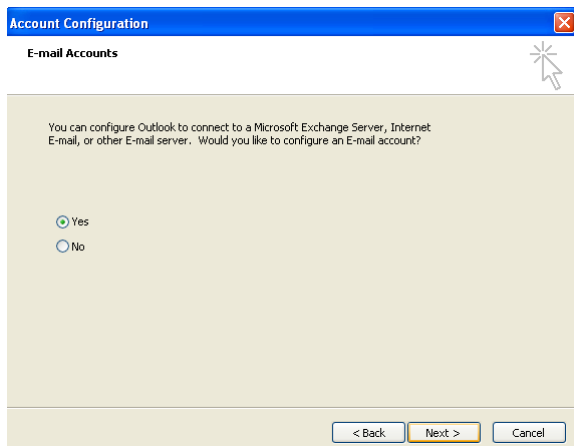 Account Configuration
E-mail Accounts
You can configure Outlook to connect to a Microsoft Exchange Server, Internet
E-mail, or other E-mail server. Would you like to configure an E-mail account?
Yes
No
< Back Next > Cancel